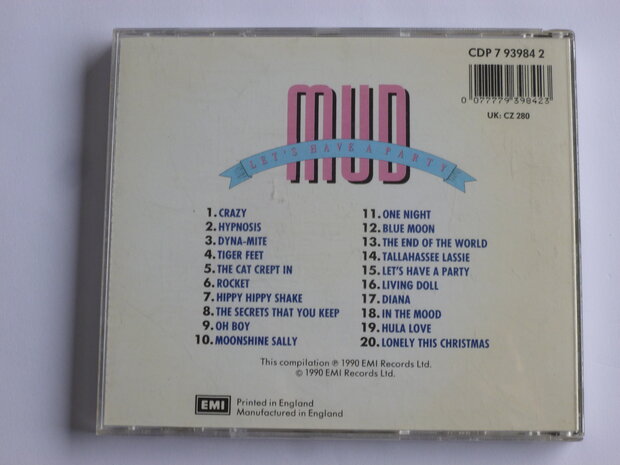 CDP 7 93984 2
0 077779 398423
UK: CZ 280
MUD
LET'S HAVE A PARTY
1. CRAZY
2. HYPNOSIS
3. DYNA-MITE
4. TIGER FEET
5. THE CAT CREPT IN
6. ROCKET
7. HIPPY HIPPY SHAKE
8. THE SECRETS THAT YOU KEEP
9. OH BOY
10. MOONSHINE SALLY
11. ONE NIGHT
12. BLUE MOON
13. THE END OF THE WORLD
14. TALLAHASSEE LASSIE
15. LET'S HAVE A PARTY
16. LIVING DOLL
17. DIANA
18. IN THE MOOD
19. HULA LOVE
20. LONELY THIS CHRISTMAS
This compilation ℗ 1990 EMI Records Ltd.
© 1990 EMI Records Ltd.
EMI
Printed in England
Manufactured in England